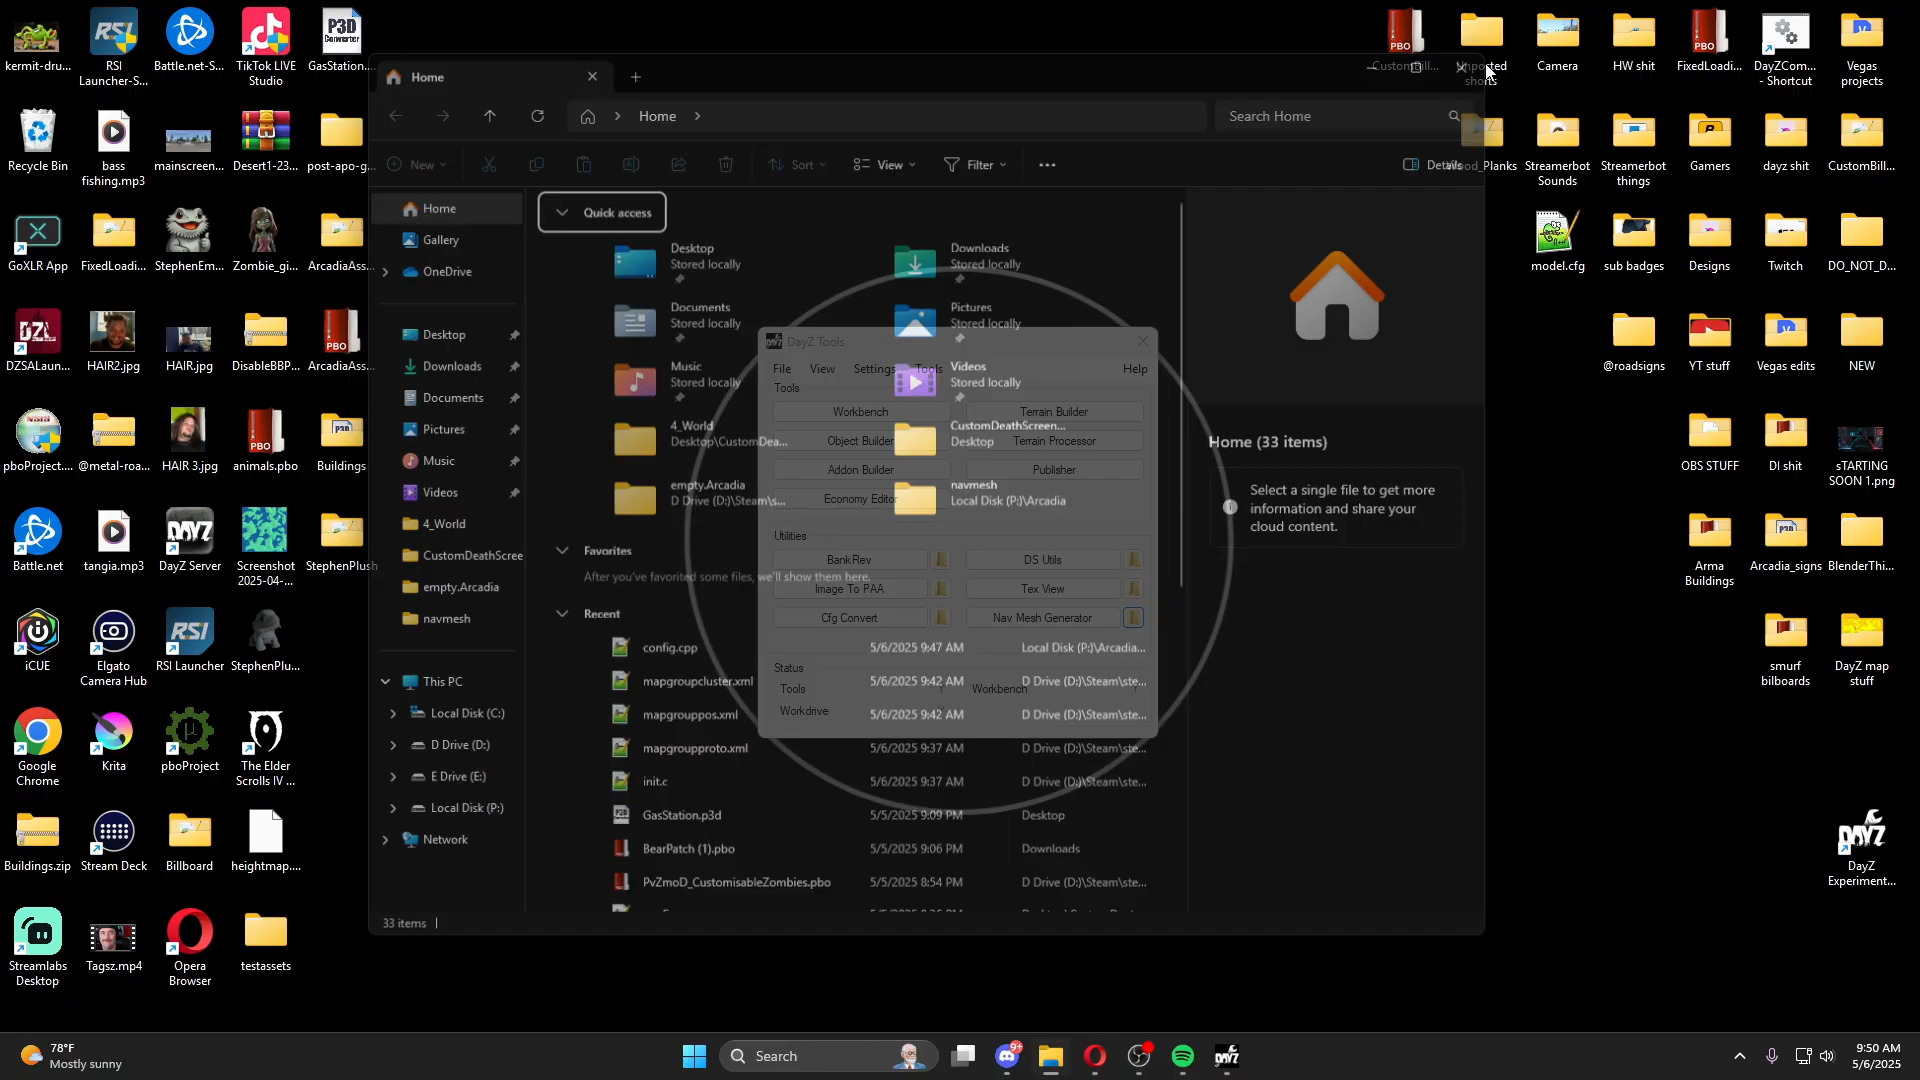 kermit-dru...
RSI
Launcher-S...
Battle.net-S...
TikTok LIVE
Studio
P3D
Converter
GasStation....
Recycle Bin
bass
fishing.mp3
mainscreen...
Desert1-23...
post-apo-g...
GoXLR App
FixedLoadi...
StephenEm...
Zombie_gi...
ArcadiaAss...
DZSALaun...
HAIR2.jpg
HAIR.jpg
DisableBBP...
ArcadiaAss...
pboProject....
@metal-roa...
HAIR 3.jpg
animals.pbo
Buildings
Battle.net
tangia.mp3
DayZ Server
Screenshot
2025-04-...
StephenPlush
iCUE
Elgato
Camera Hub
RSI Launcher
StephenPlu...
Google
Chrome
Krita
pboProject
The Elder
Scrolls IV ...
Buildings.zip
Stream Deck
Billboard
heightmap....
Streamlabs
Desktop
Tagsz.mp4
Opera
Browser
testassets
Home
Home
Search Home
New
Sort
View
Filter
Details
Home
Gallery
OneDrive
Desktop
Downloads
Documents
Pictures
Music
Videos
4_World
CustomDeathScree
empty.Arcadia
navmesh
This PC
Local Disk (C:)
D Drive (D:)
E Drive (E:)
Local Disk (P:)
Network
33 items
Quick access
Desktop
Stored locally
Downloads
Stored locally
Documents
Stored locally
Pictures
Stored locally
Music
Stored locally
Videos
Stored locally
4_World
Desktop\CustomDea...
CustomDeathScreen...
Desktop
empty.Arcadia
D Drive (D:)\Steam\s...
navmesh
Local Disk (P:)\Arcadia
Favorites
After you've favorited some files, we'll show them here.
Recent
config.cpp 5/6/2025 9:47 AM Local Disk (P:)\Arcadia...
mapgroupcluster.xml 5/6/2025 9:42 AM D Drive (D:)\Steam\ste...
mapgrouppos.xml 5/6/2025 9:42 AM D Drive (D:)\Steam\ste...
mapgroupproto.xml 5/6/2025 9:37 AM D Drive (D:)\Steam\ste...
init.c 5/6/2025 9:37 AM D Drive (D:)\Steam\ste...
GasStation.p3d 5/5/2025 9:09 PM Desktop
BearPatch (1).pbo 5/5/2025 9:06 PM Downloads
PvZmoD_CustomisableZombies.pbo 5/5/2025 8:54 PM D Drive (D:)\Steam\ste...
DayZ Tools
File View Settings Tools Help
Tools
Workbench
Terrain Builder
Object Builder
Terrain Processor
Addon Builder
Publisher
Economy Editor
Utilities
BankRev
DS Utils
Image To PAA
Tex View
Cfg Convert
Nav Mesh Generator
Status
Tools
Workbench
Workdrive
Home (33 items)
Select a single file to get more
information and share your
cloud content.
PBO
CustomBill...
Unposted
shorts
Camera
HW shit
PBO
FixedLoadi...
DayZCom...
- Shortcut
Vegas
projects
Wood_Planks
Streamerbot
Sounds
Streamerbot
things
Gamers
dayz shit
CustomBill...
model.cfg
sub badges
Designs
Twitch
DO_NOT_D...
@roadsigns
YT stuff
Vegas edits
NEW
OBS STUFF
DI shit
sTARTING
SOON 1.png
Arma
Buildings
Arcadia_signs
BlenderThi...
smurf
bilboards
DayZ map
stuff
DayZ
Experiment...
78°F
Mostly sunny
Search
9+
9:50 AM
5/6/2025